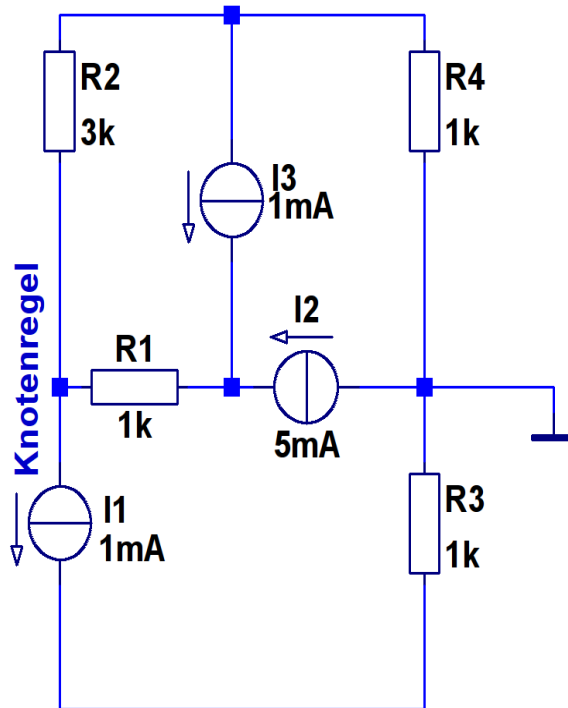 R2
3k
R4
1k
I3
1mA
Knotenregel
I2
R1
1k
5mA
I1
1mA
R3
1k